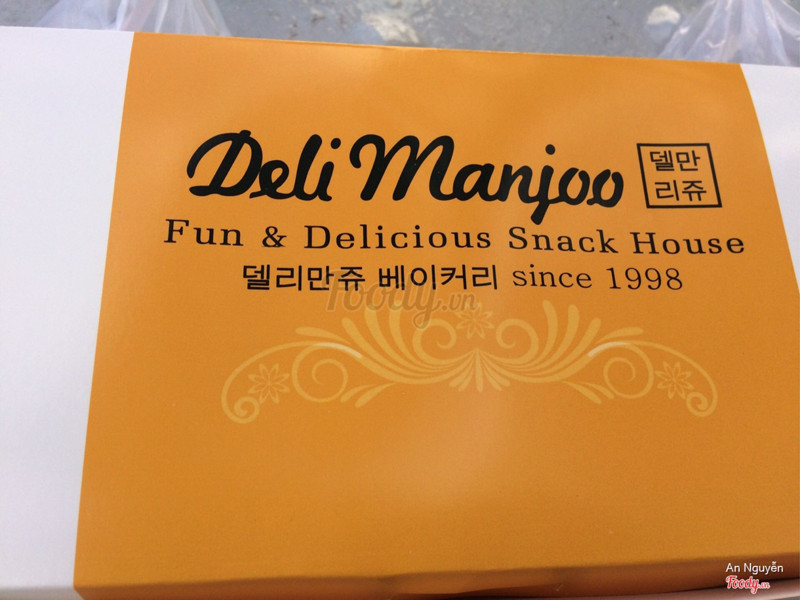 Deli Manjoo
델만
리쥬
Fun & Delicious Snack House
델리만쥬 베이커리 since 1998
Foody.vn
An Nguyễn
Foody.vn